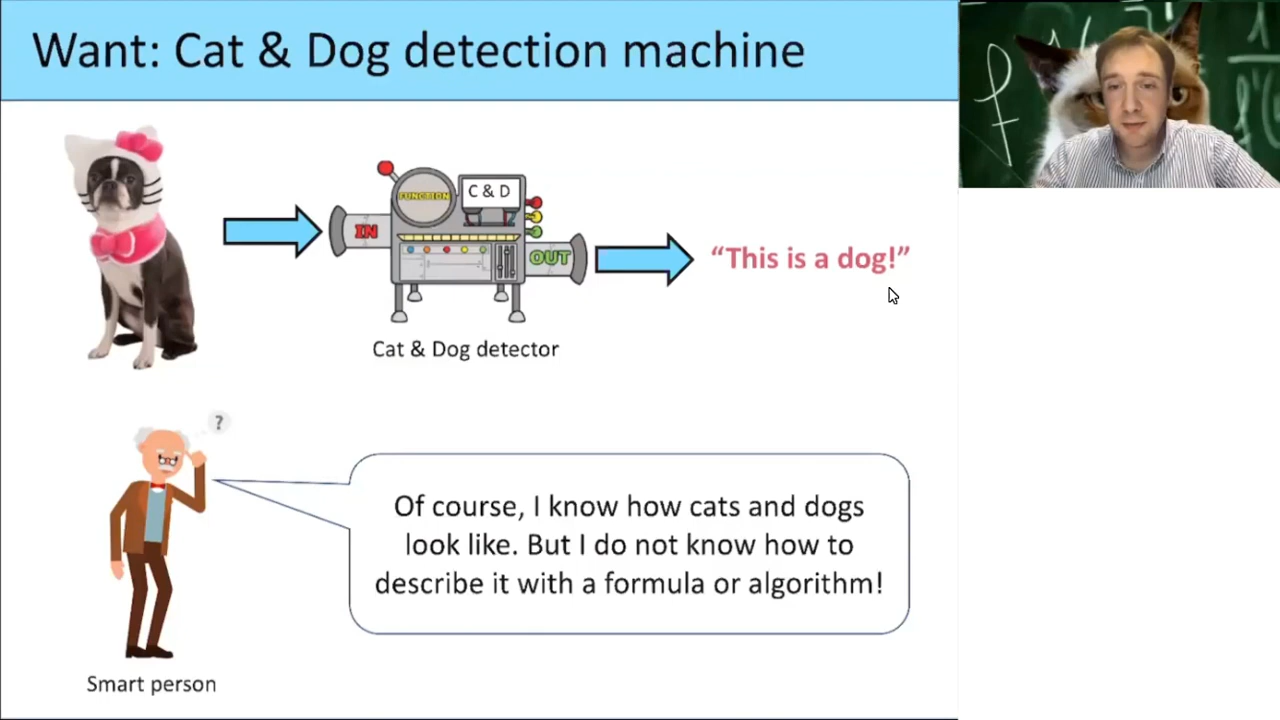 Want: Cat & Dog detection machine
FUNCTION
C & D
IN
OUT
“This is a dog!”
Cat & Dog detector
?
Of course, I know how cats and dogs
look like. But I do not know how to
describe it with a formula or algorithm!
Smart person